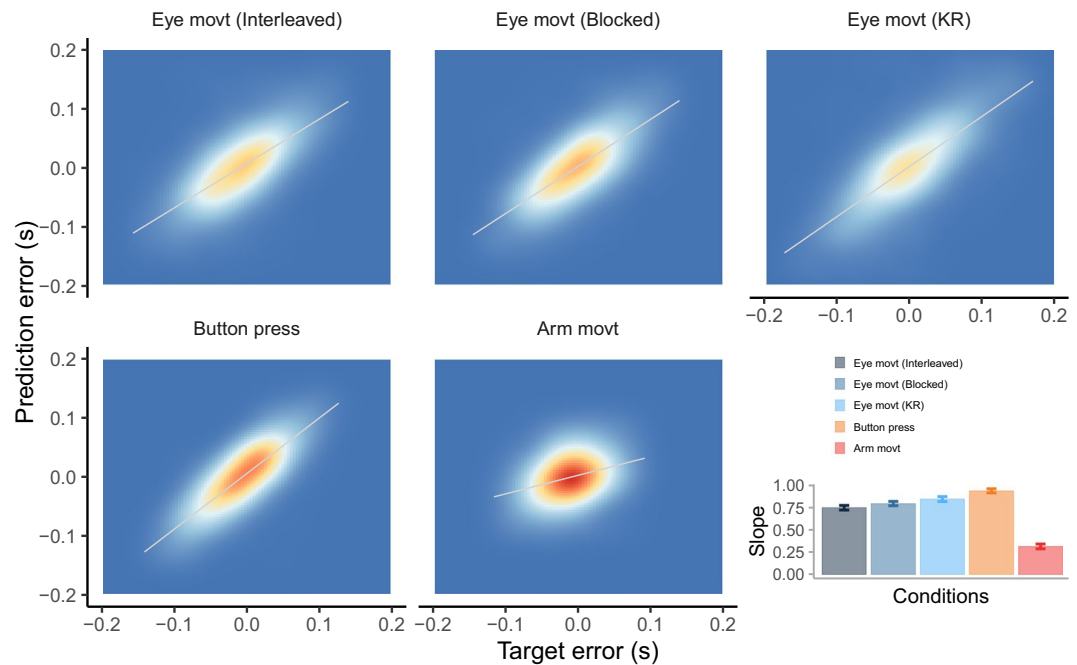 Eye movt (Interleaved)
Eye movt (Blocked)
Eye movt (KR)
Prediction error (s)
0.2
0.1
0.0
−0.1
−0.2
−0.2 −0.1 0.0 0.1 0.2
Button press
Arm movt
0.2
0.1
0.0
−0.1
−0.2
−0.2 −0.1 0.0 0.1 0.2
−0.2 −0.1 0.0 0.1 0.2
Target error (s)
Eye movt (Interleaved)
Eye movt (Blocked)
Eye movt (KR)
Button press
Arm movt
Slope
1.00
0.75
0.50
0.25
0.00
Conditions